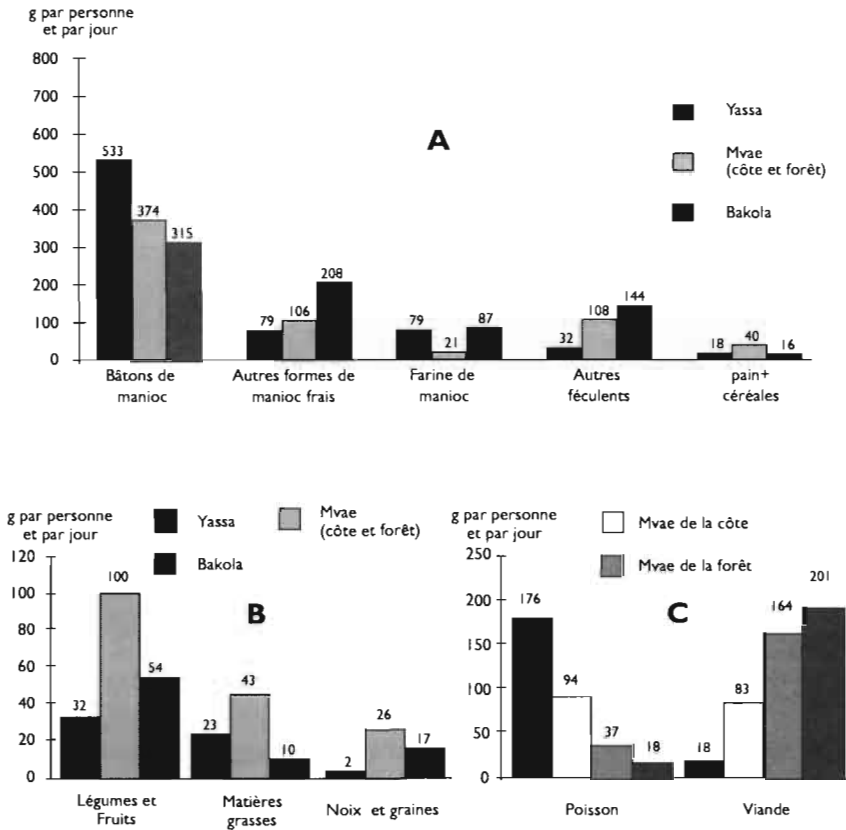 g par personne
et par jour
800
700
600
500
400
300
200
100
0
533
374
315
79
106
208
79
21
87
32
108
144
18
40
16
A
Yassa
Mvae
(côte et forêt)
Bakola
Bâtons de
manioc
Autres formes de
manioc frais
Farine de
manioc
Autres
féculents
pain+
céréales
g par personne
et par jour
Yassa
Mvae
(côte et forêt)
Bakola
120
100
80
60
40
20
0
32
100
54
23
43
10
2
26
17
B
Légumes et
Fruits
Matières
grasses
Noix et graines
g par personne
et par jour
Mvae de la côte
Mvae de la forêt
250
200
150
100
50
0
176
94
37
18
18
83
164
201
C
Poisson
Viande